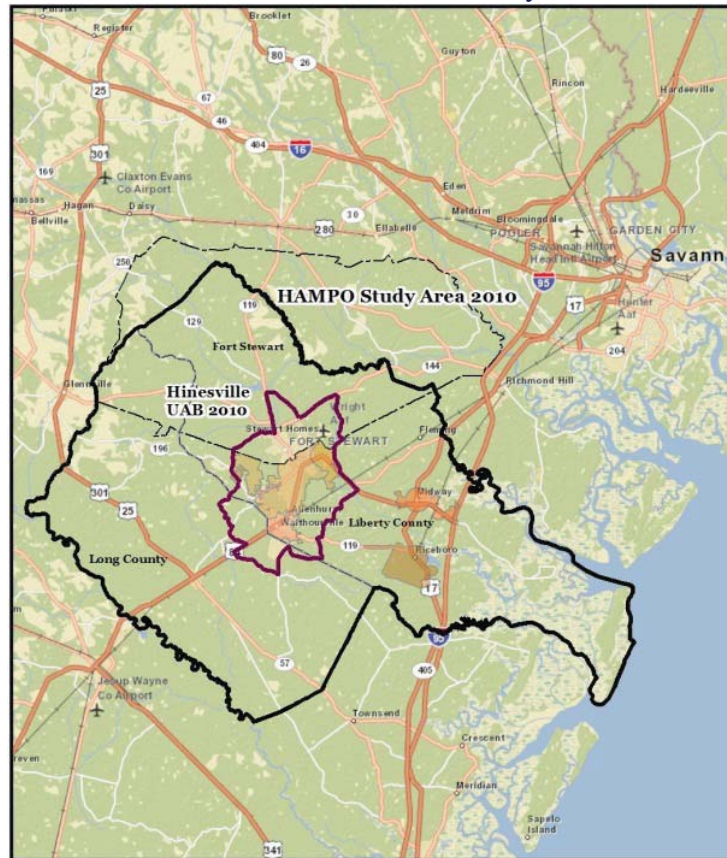 Pulaski
Register
Brooklet
80
26
Guyton
Rincon
Hardeeville
25
67
46
301
404
16
Claxton Evans
Co Airport
169
Eden
Meldrim
Bloomingdale
GARDEN CITY
POOLER
Bellville
Hagan
Daisy
30
280
Ellabelle
Savannah Hilton
Head Intl Airport
Savann
250
95
17
HAMPO Study Area 2010
119
129
Hunter
Aaf
Fort Stewart
204
144
Glennville
Richmond Hill
Hinesville
UAB 2010
Wright
Aaf
Stewart Homes
FORT STEWART
Fleming
196
301
25
Midway
Walthourville
Liberty County
Long County
119
Riceboro
17
95
57
405
Jesup Wayne
Co Airport
Townsend
Crescent
Meridian
Sapelo
Island
341